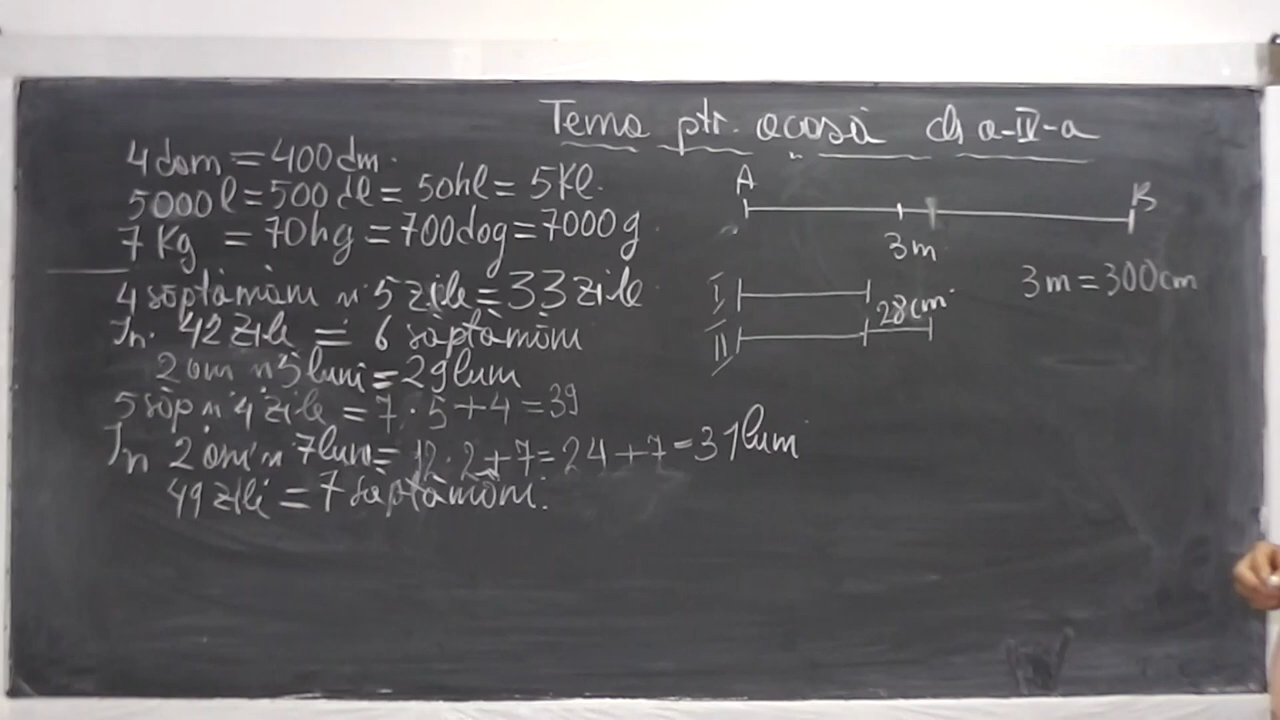 Tema ptr. acasă cls a-IV-a
4 dam = 400 dm.
5000 l = 500 dl = 50 hl = 5 Kl.
7 Kg = 70 hg = 700 dag = 7000 g
4 săptămâni și 5 zile = 33 zile
În 42 zile = 6 săptămâni
2 ani și 5 luni = 29 luni
5 săp și 4 zile = 7 · 5 + 4 = 39
În 2 ani și 7 luni = 12 · 2 + 7 = 24 + 7 = 31 luni
49 zile = 7 săptămâni.
A B
3 m
3 m = 300 cm
I
28 cm
II